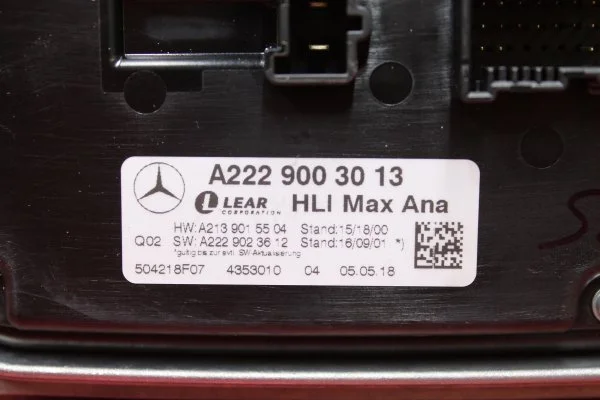 A222 900 30 13
LEAR HLI Max Ana
CORPORATION
HW:A213 901 55 04 Stand:15/18/00
Q02 SW:A222 902 36 12 Stand:16/09/01 *)
*gültig bis zur evtl. SW-Aktualisierung
504218F07 4353010 04 05.05.18